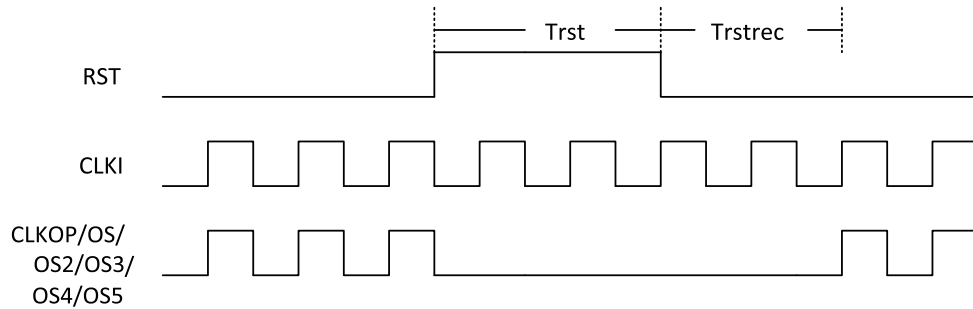 Trst
Trstrec
RST
CLKI
CLKOP/OS/
OS2/OS3/
OS4/OS5